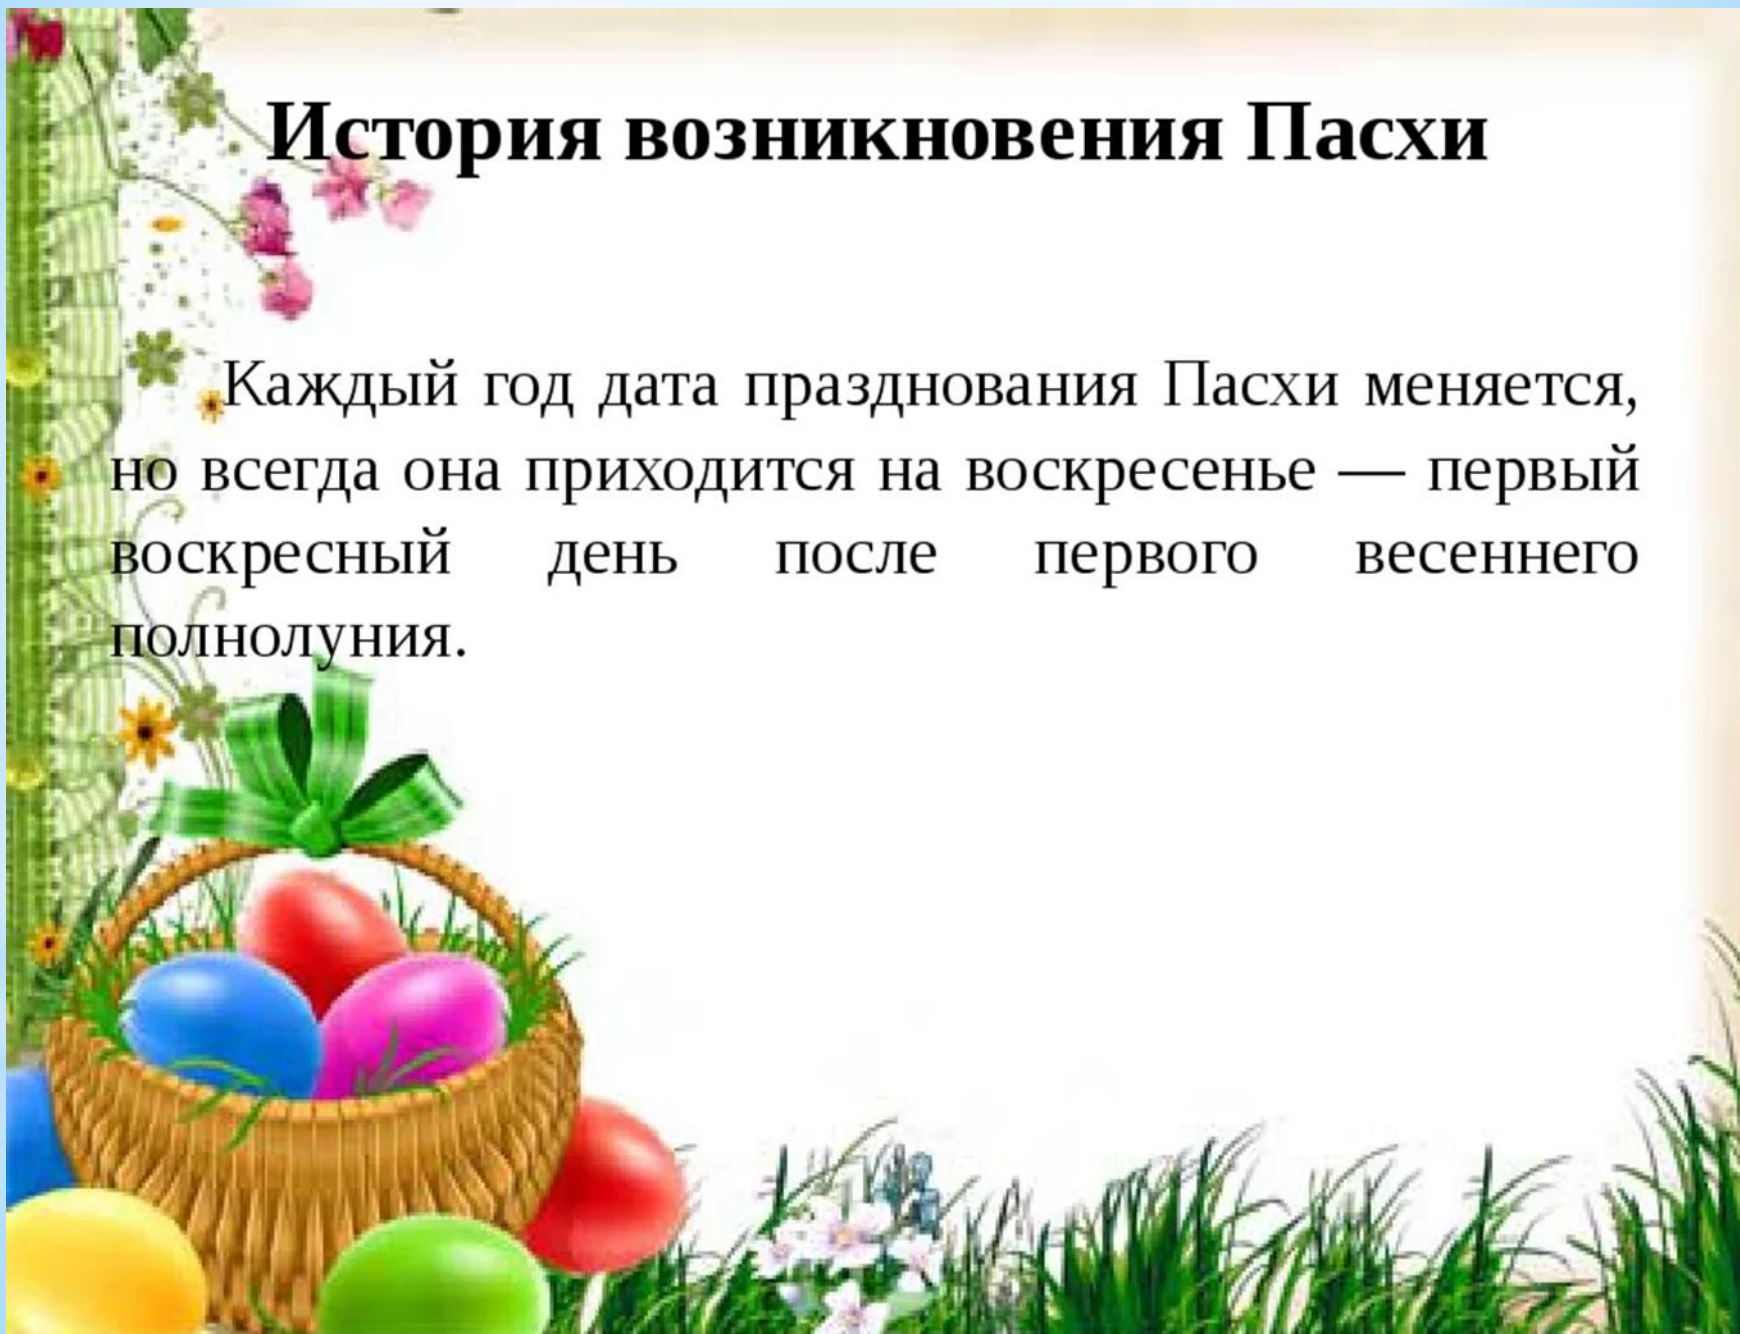 История возникновения Пасхи
Каждый год дата празднования Пасхи меняется,
но всегда она приходится на воскресенье — первый
воскресный день после первого весеннего
полнолуния.